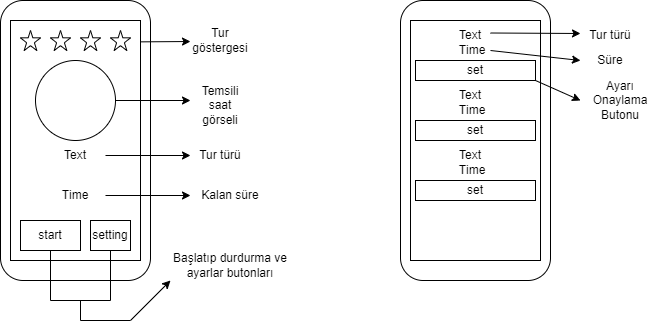 Tur
göstergesi
Temsili
saat
görseli
Text
Tur türü
Time
Kalan süre
start
setting
Başlatıp durdurma ve
ayarlar butonları
Text
Tur türü
Time
Süre
set
Ayarı
Onaylama
Butonu
Text
Time
set
Text
Time
set